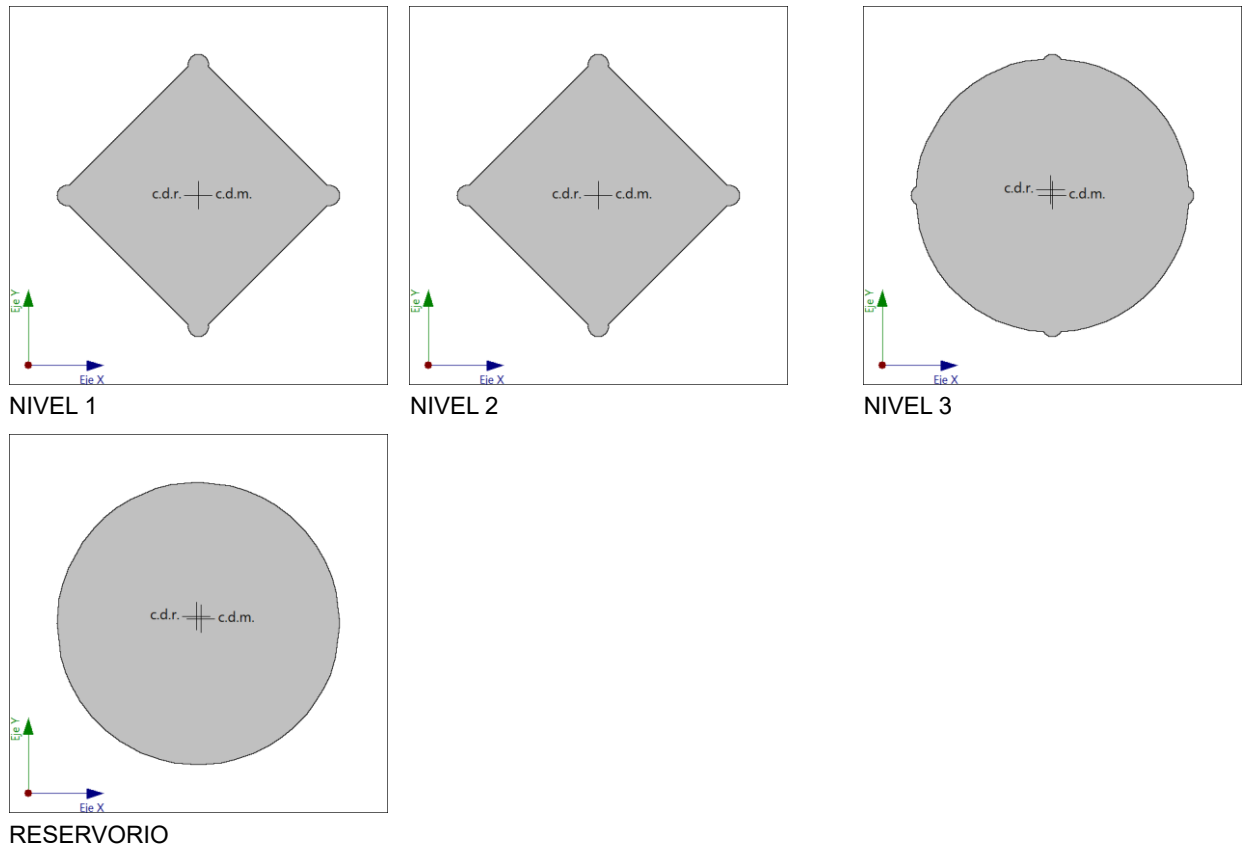 c.d.r. c.d.m.
Eje Y
Eje X
NIVEL 1
c.d.r. c.d.m.
Eje Y
Eje X
NIVEL 2
c.d.r. c.d.m.
Eje Y
Eje X
NIVEL 3
c.d.r. c.d.m.
Eje Y
Eje X
RESERVORIO